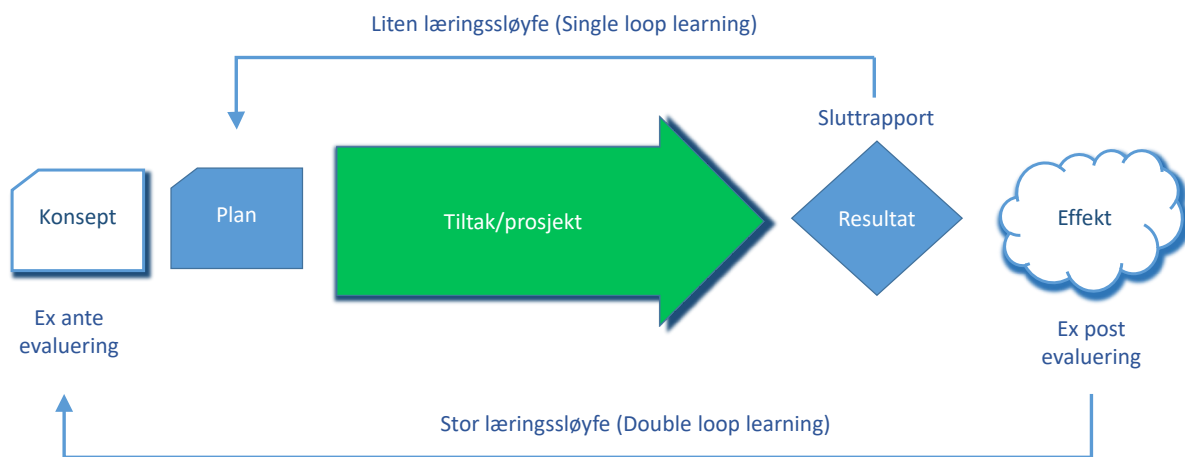 Liten læringssløyfe (Single loop learning)
Sluttrapport
Konsept
Plan
Tiltak/prosjekt
Resultat
Effekt
Ex ante
evaluering
Ex post
evaluering
Stor læringssløyfe (Double loop learning)